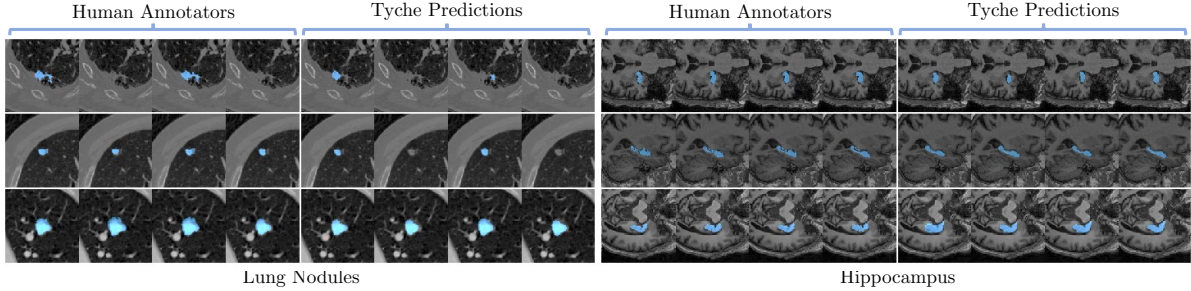 Human Annotators
Tyche Predictions
Human Annotators
Tyche Predictions
Lung Nodules
Hippocampus